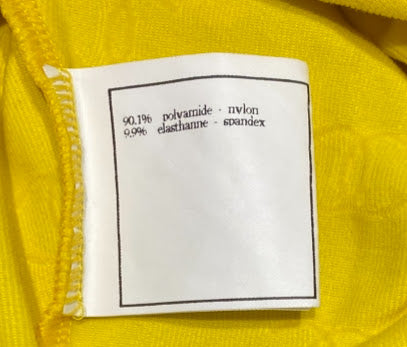 90.1% polyamide - nylon
9.9% elasthanne - spandex